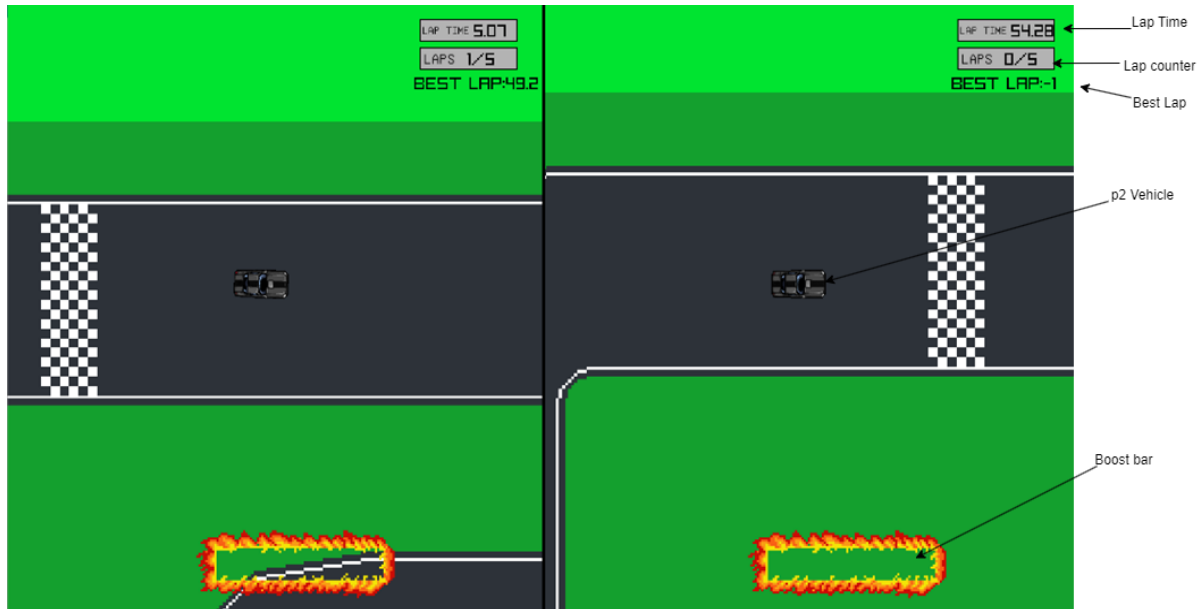 LAP TIME 5.07
LAPS 1/5
BEST LAP:49.2
LAP TIME 54.28
LAPS 0/5
BEST LAP:-1
Lap Time
Lap counter
Best Lap
p2 Vehicle
Boost bar